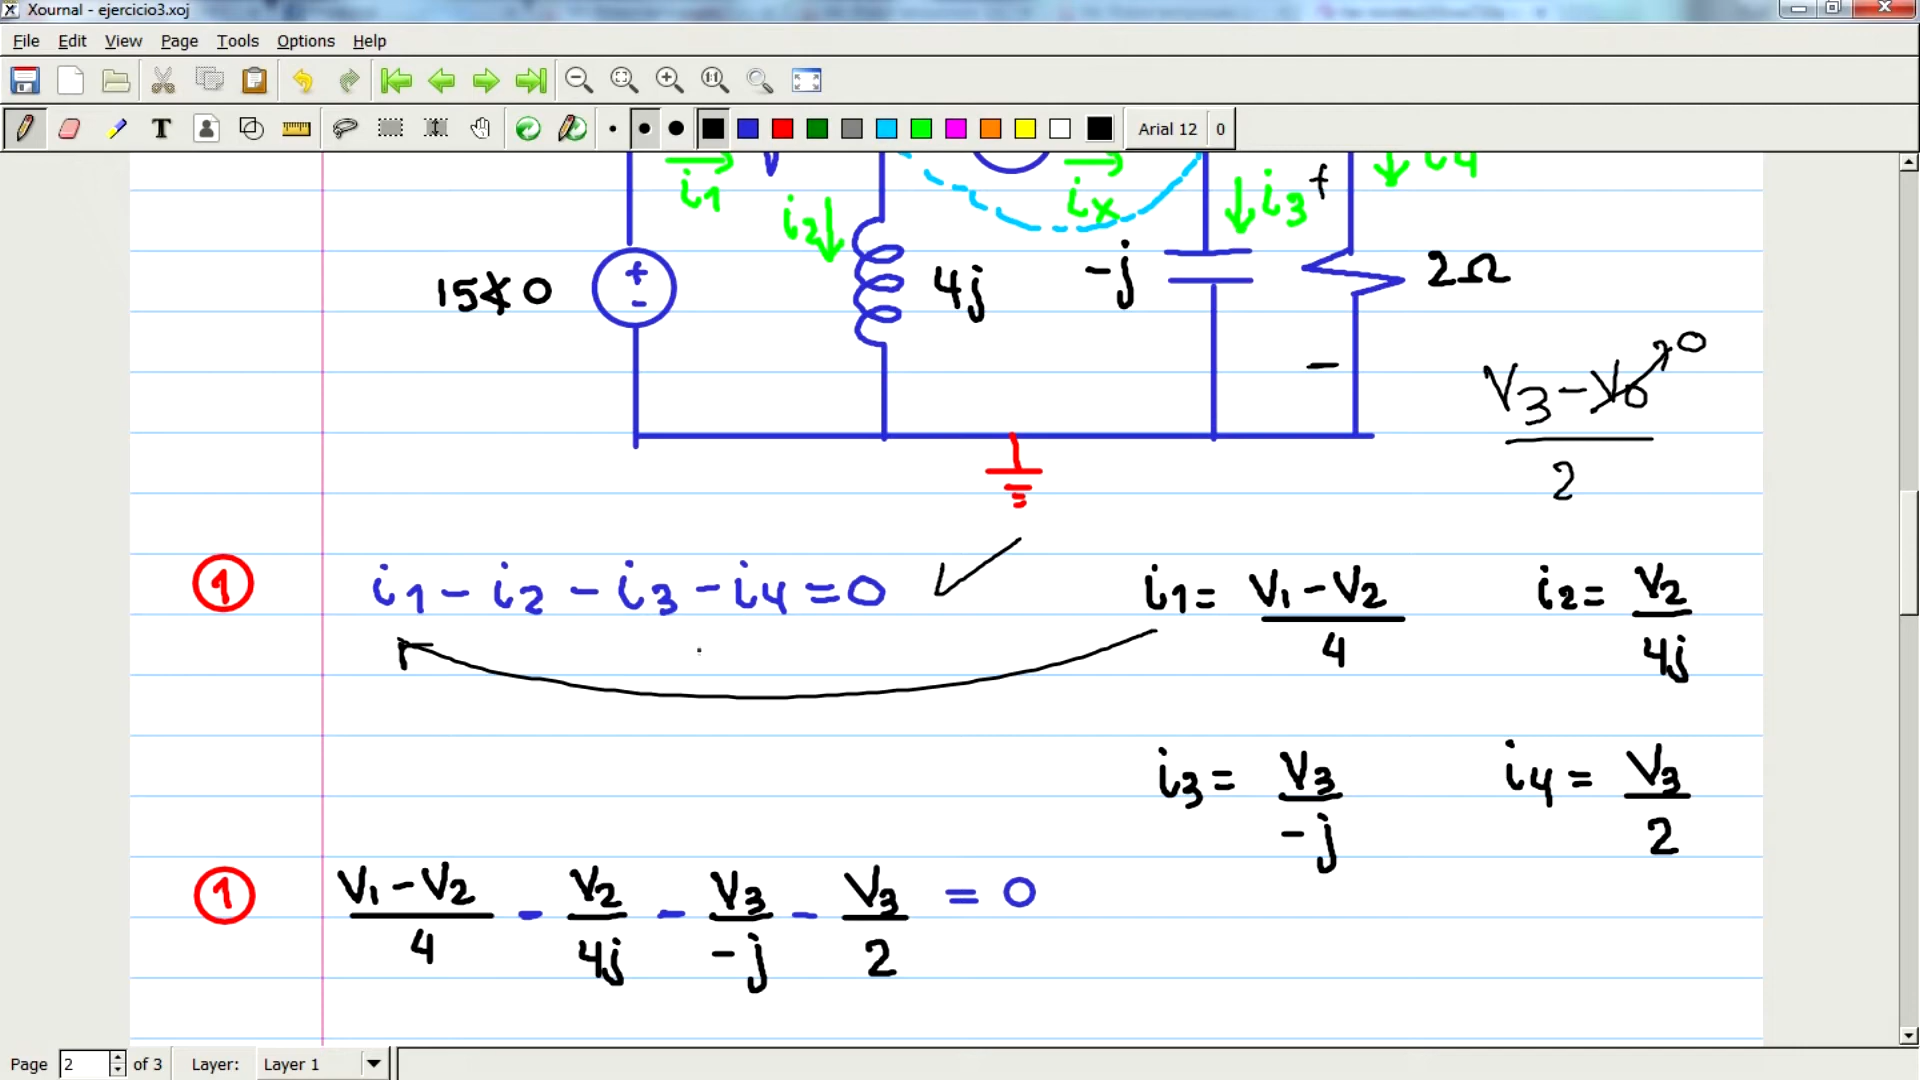 Xournal - ejercicio3.xoj
File Edit View Page Tools Options Help
T Arial 12 0
i1 V ix i4
i2 i3 +
15∡0 + - 4j -j 2Ω
-
V3 - V0 → 0
2
① i1 - i2 - i3 - i4 = 0
i1 = V1 - V2 / 4
i2 = V2 / 4j
i3 = V3 / -j
i4 = V3 / 2
① V1 - V2 / 4 - V2 / 4j - V3 / -j - V3 / 2 = 0
Page 2 of 3 Layer: Layer 1